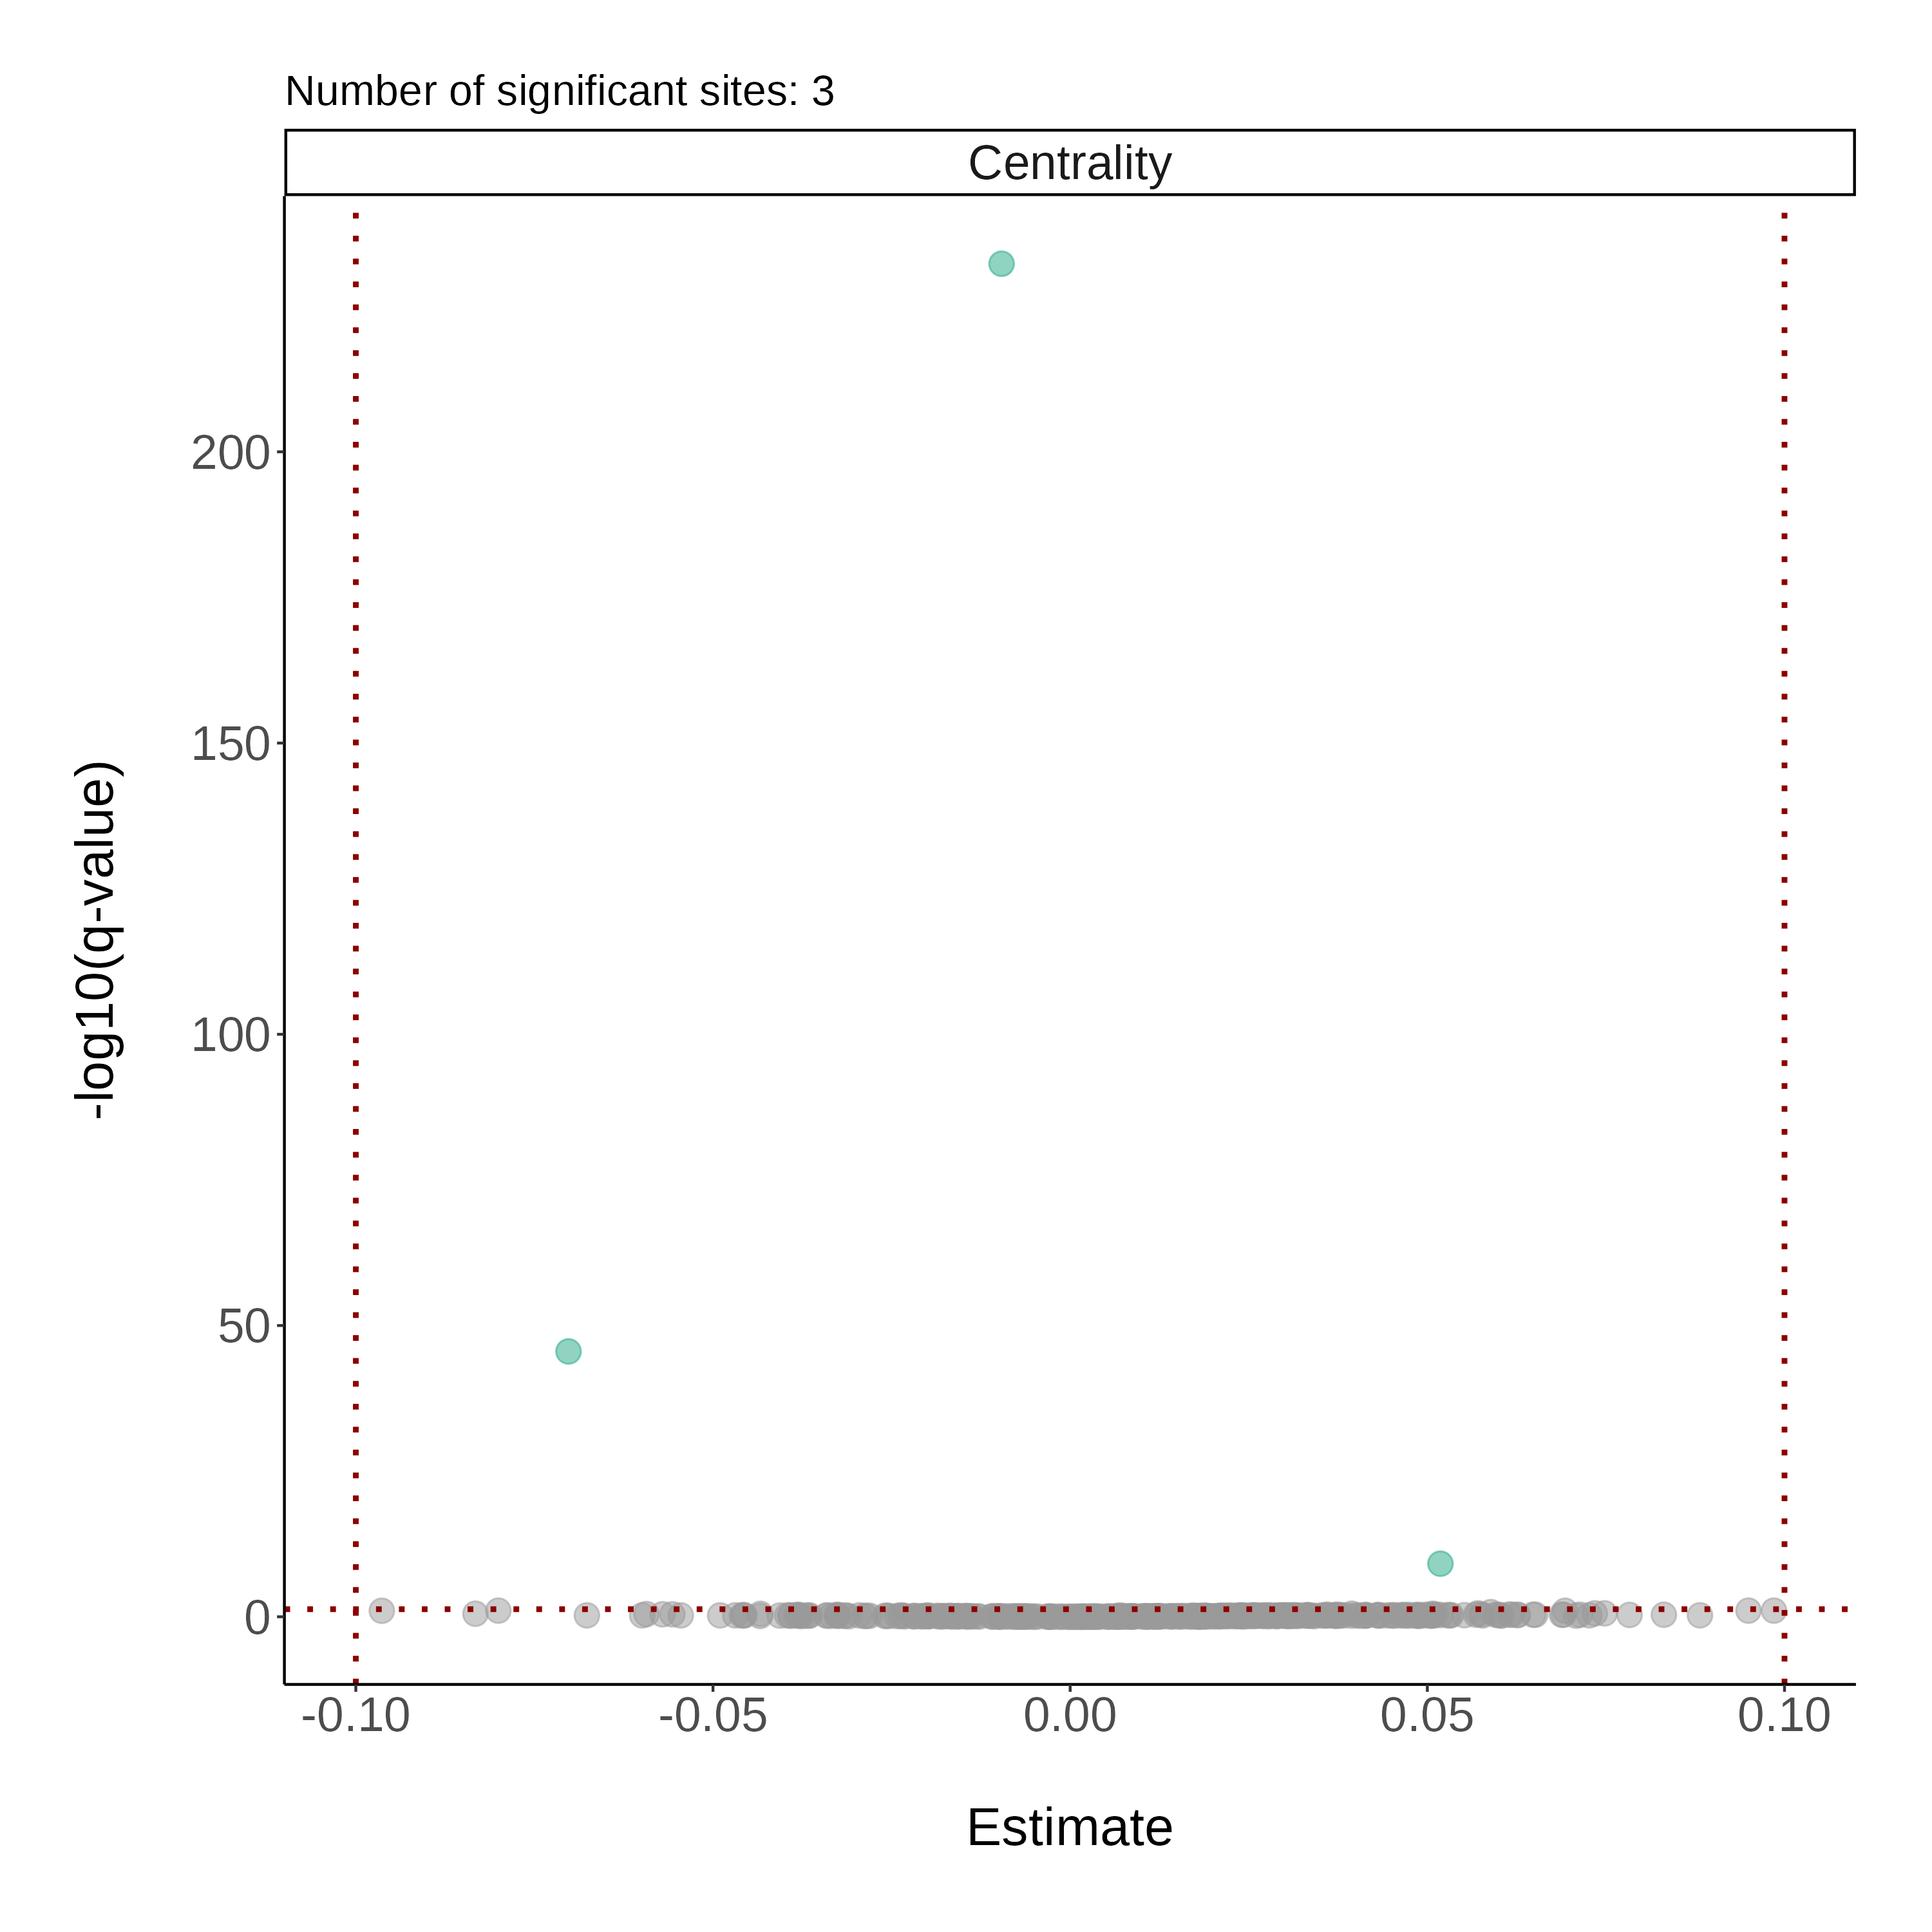 Number of significant sites: 3
Centrality
-log10(q-value)
200
150
100
50
0
-0.10 -0.05 0.00 0.05 0.10
Estimate